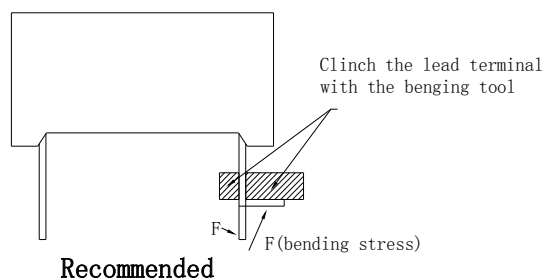 Clinch the lead terminal
with the benging tool
F
F(bending stress)
Recommended